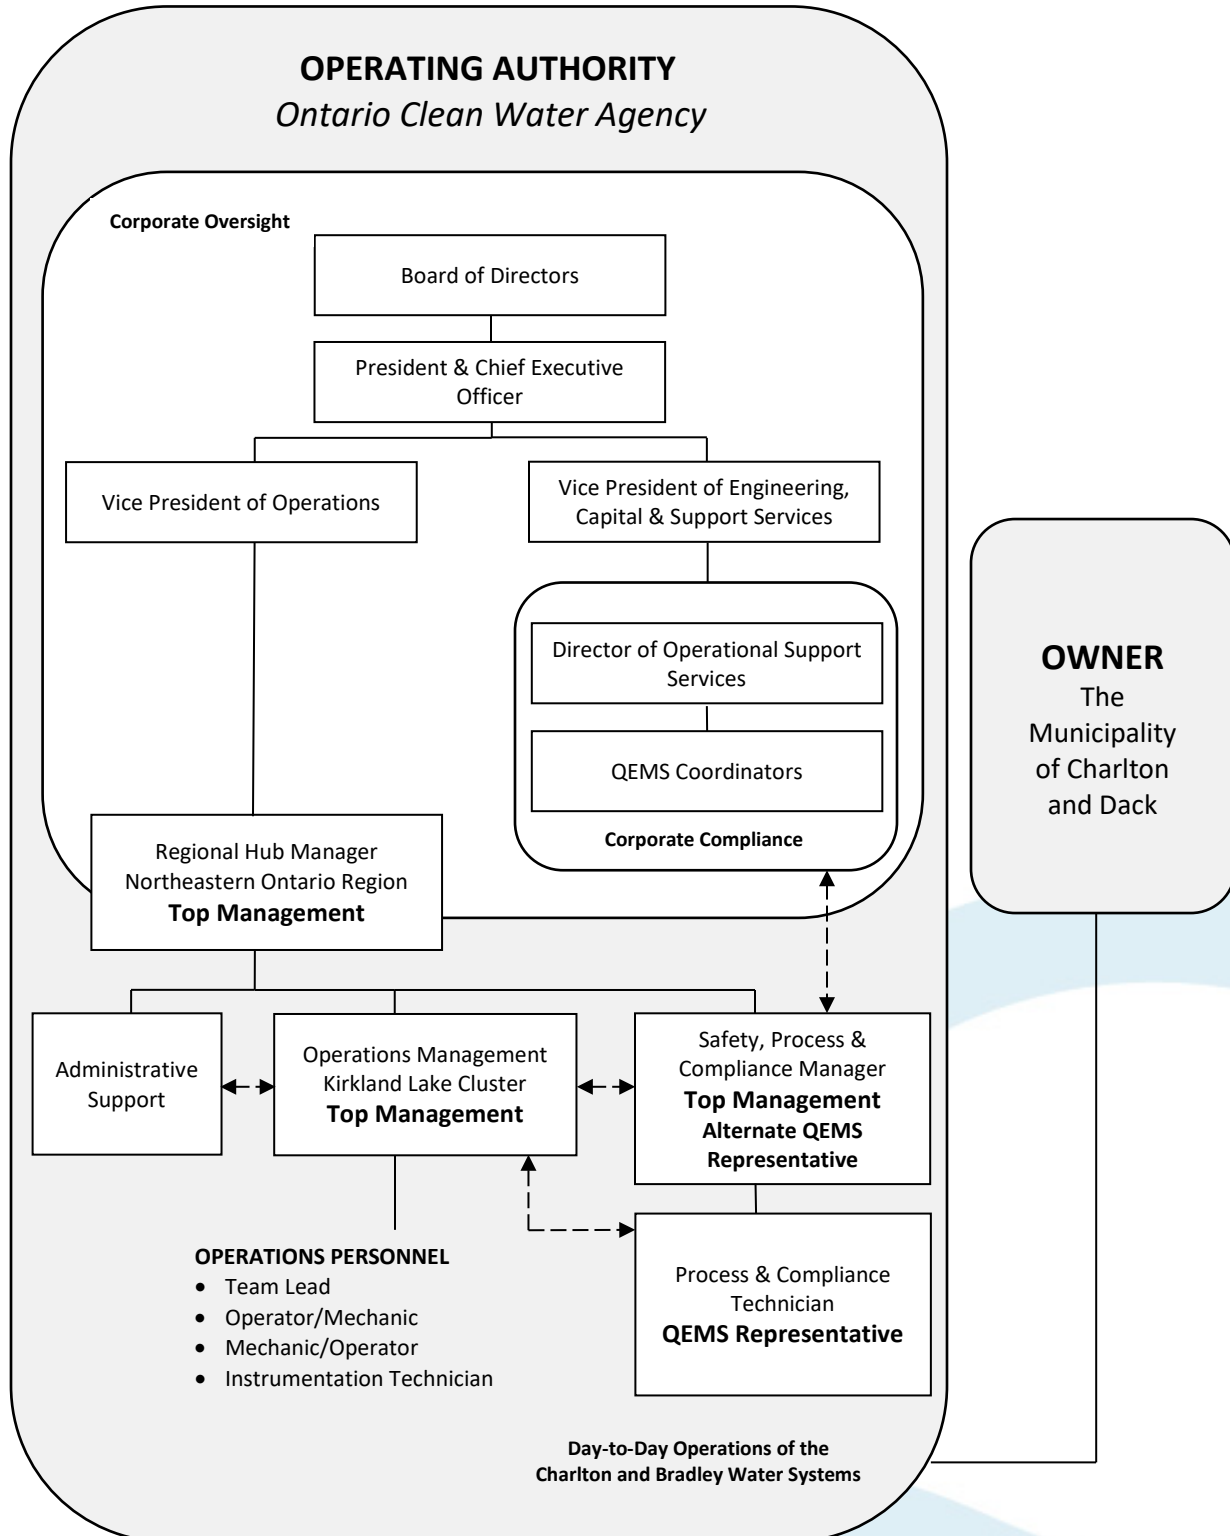 OPERATING AUTHORITY
Ontario Clean Water Agency
Corporate Oversight
Board of Directors
President & Chief Executive
Officer
Vice President of Operations
Vice President of Engineering,
Capital & Support Services
Director of Operational Support
Services
QEMS Coordinators
Corporate Compliance
OWNER
The
Municipality
of Charlton
and Dack
Regional Hub Manager
Northeastern Ontario Region
Top Management
Administrative
Support
Operations Management
Kirkland Lake Cluster
Top Management
Safety, Process &
Compliance Manager
Top Management
Alternate QEMS
Representative
OPERATIONS PERSONNEL
• Team Lead
• Operator/Mechanic
• Mechanic/Operator
• Instrumentation Technician
Process & Compliance
Technician
QEMS Representative
Day-to-Day Operations of the
Charlton and Bradley Water Systems